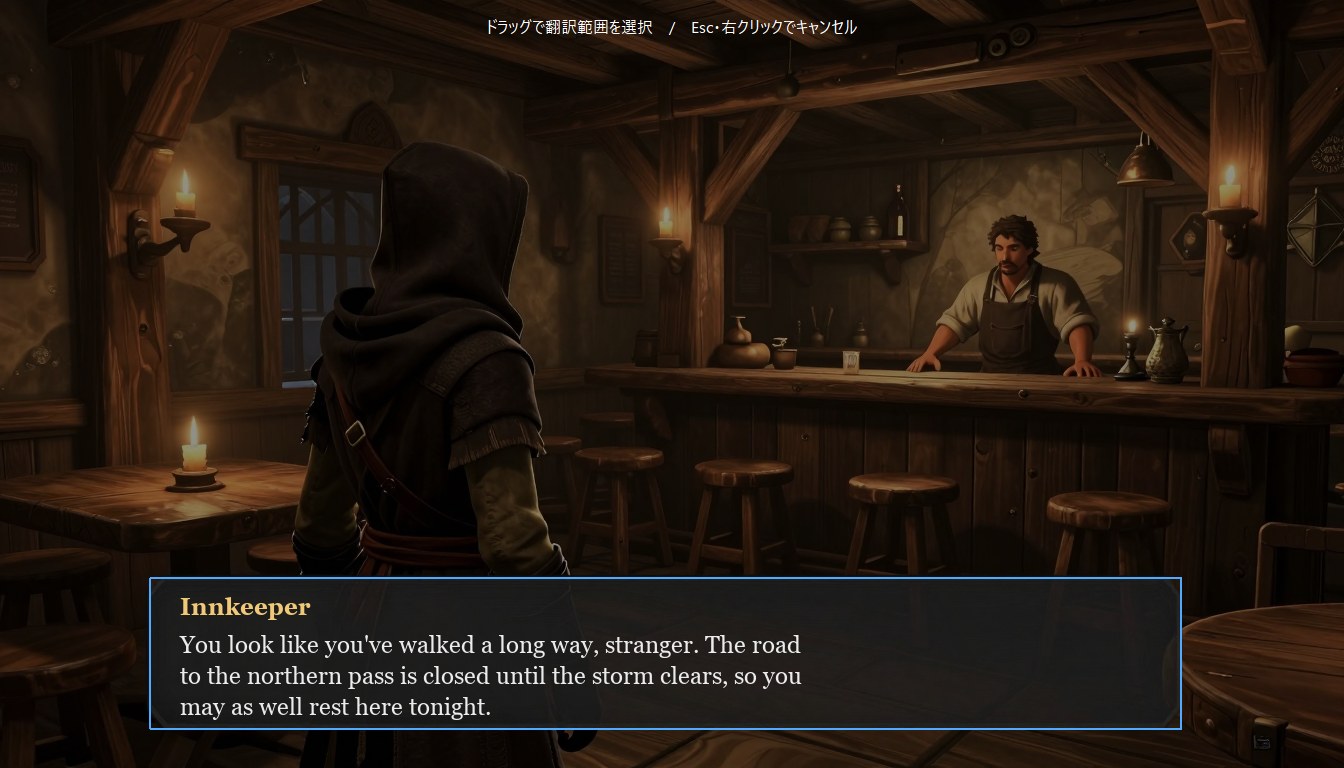 ドラッグで翻訳範囲を選択 / Esc・右クリックでキャンセル
Innkeeper
You look like you've walked a long way, stranger. The road
to the northern pass is closed until the storm clears, so you
may as well rest here tonight.